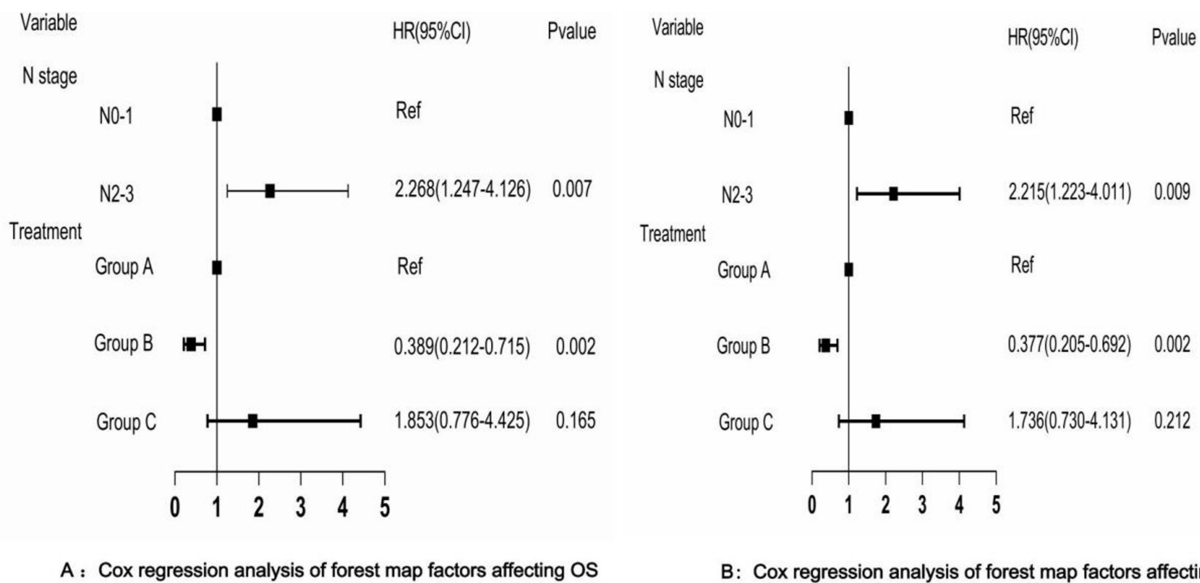 Variable HR(95%CI) Pvalue
N stage
N0-1 Ref
N2-3 2.268(1.247-4.126) 0.007
Treatment
Group A Ref
Group B 0.389(0.212-0.715) 0.002
Group C 1.853(0.776-4.425) 0.165
0 1 2 3 4 5
A： Cox regression analysis of forest map factors affecting OS
Variable HR(95%CI) Pvalue
N stage
N0-1 Ref
N2-3 2.215(1.223-4.011) 0.009
Treatment
Group A Ref
Group B 0.377(0.205-0.692) 0.002
Group C 1.736(0.730-4.131) 0.212
0 1 2 3 4 5
B： Cox regression analysis of forest map factors